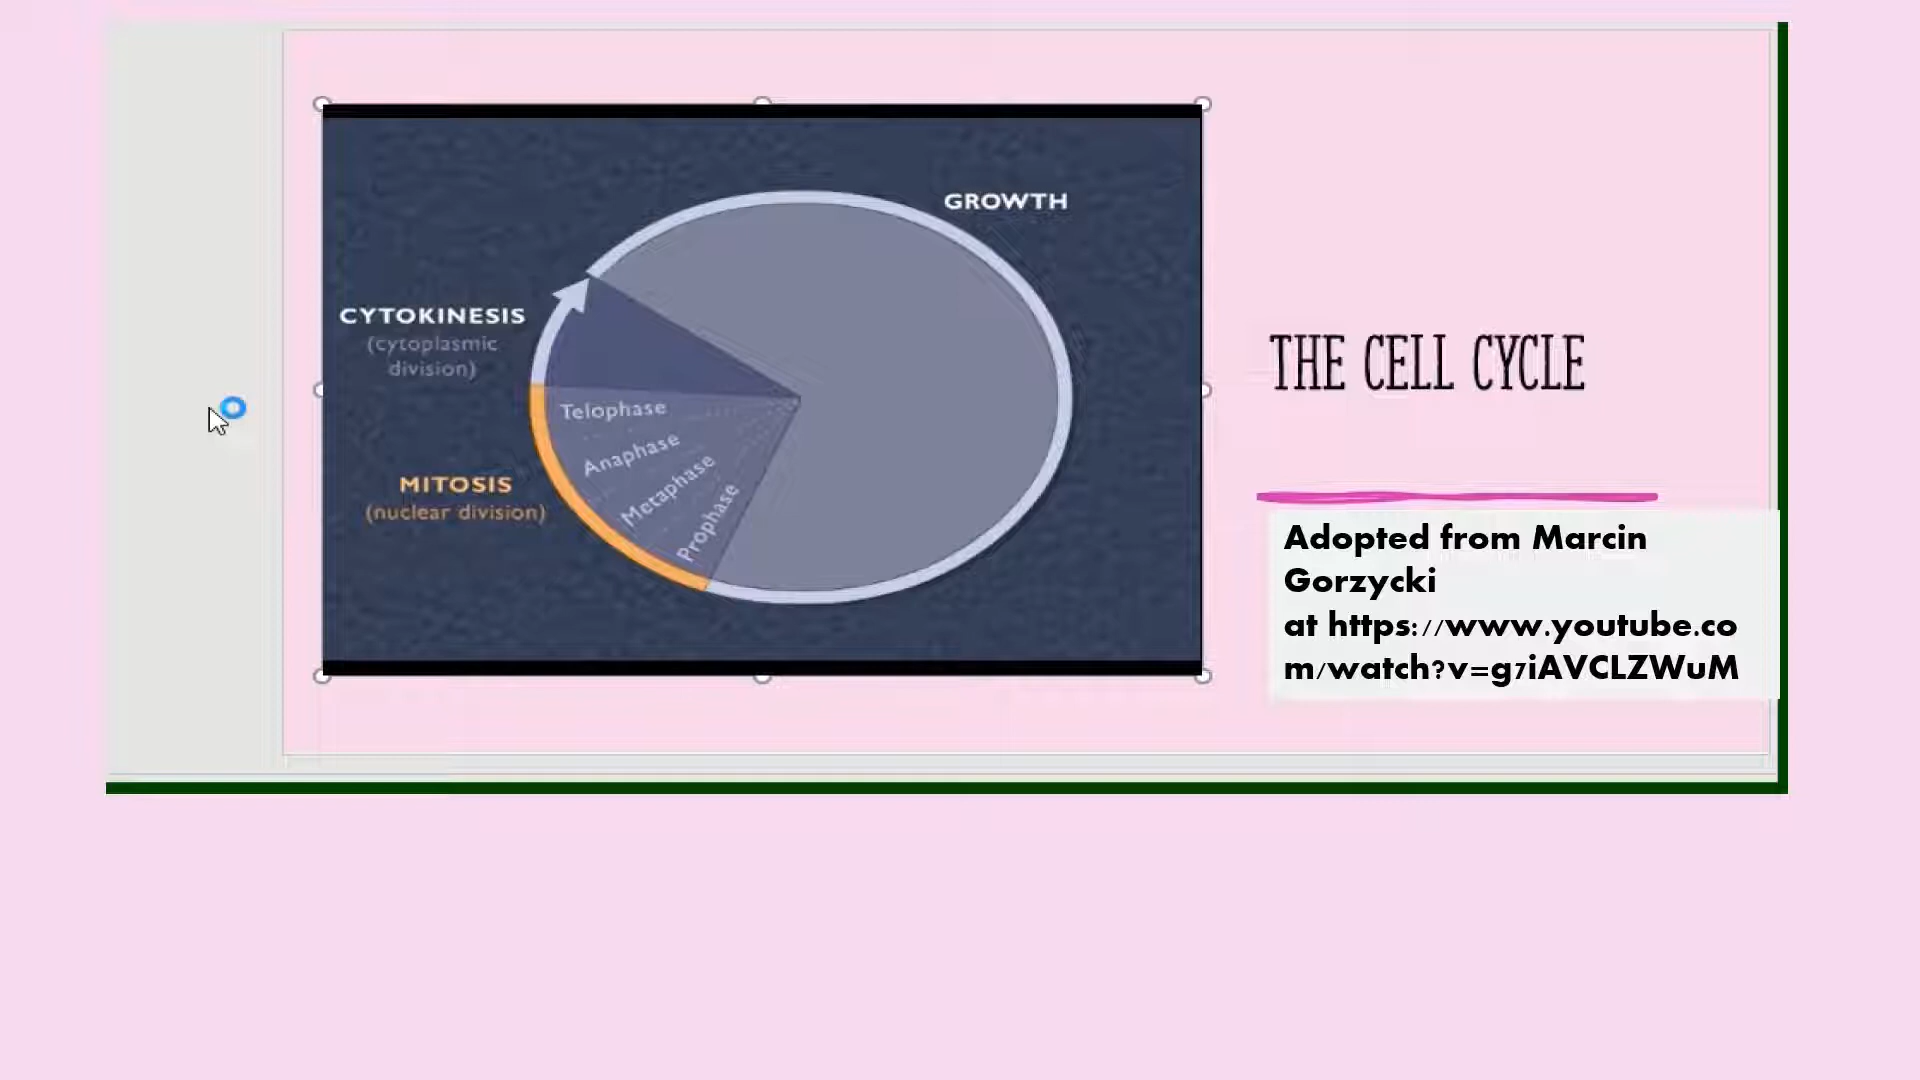 GROWTH
CYTOKINESIS
(cytoplasmic
division)
Telophase
Anaphase
Metaphase
Prophase
MITOSIS
(nuclear division)
THE CELL CYCLE
Adopted from Marcin
Gorzycki
at https://www.youtube.co
m/watch?v=g7iAVCLZWuM